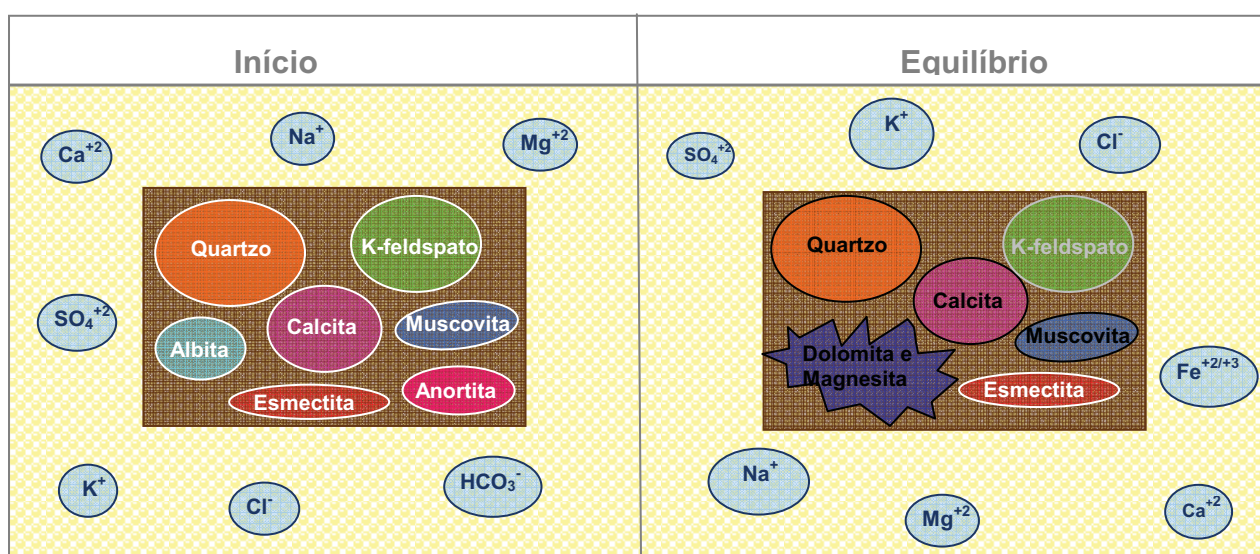 Início
Equilíbrio
Ca+2
Na+
Mg+2
Quartzo
K-feldspato
SO4+2
Albita
Calcita
Muscovita
Esmectita
Anortita
K+
Cl-
HCO3-
SO4+2
K+
Cl-
Quartzo
K-feldspato
Calcita
Dolomita e
Magnesita
Muscovita
Esmectita
Fe+2/+3
Na+
Mg+2
Ca+2